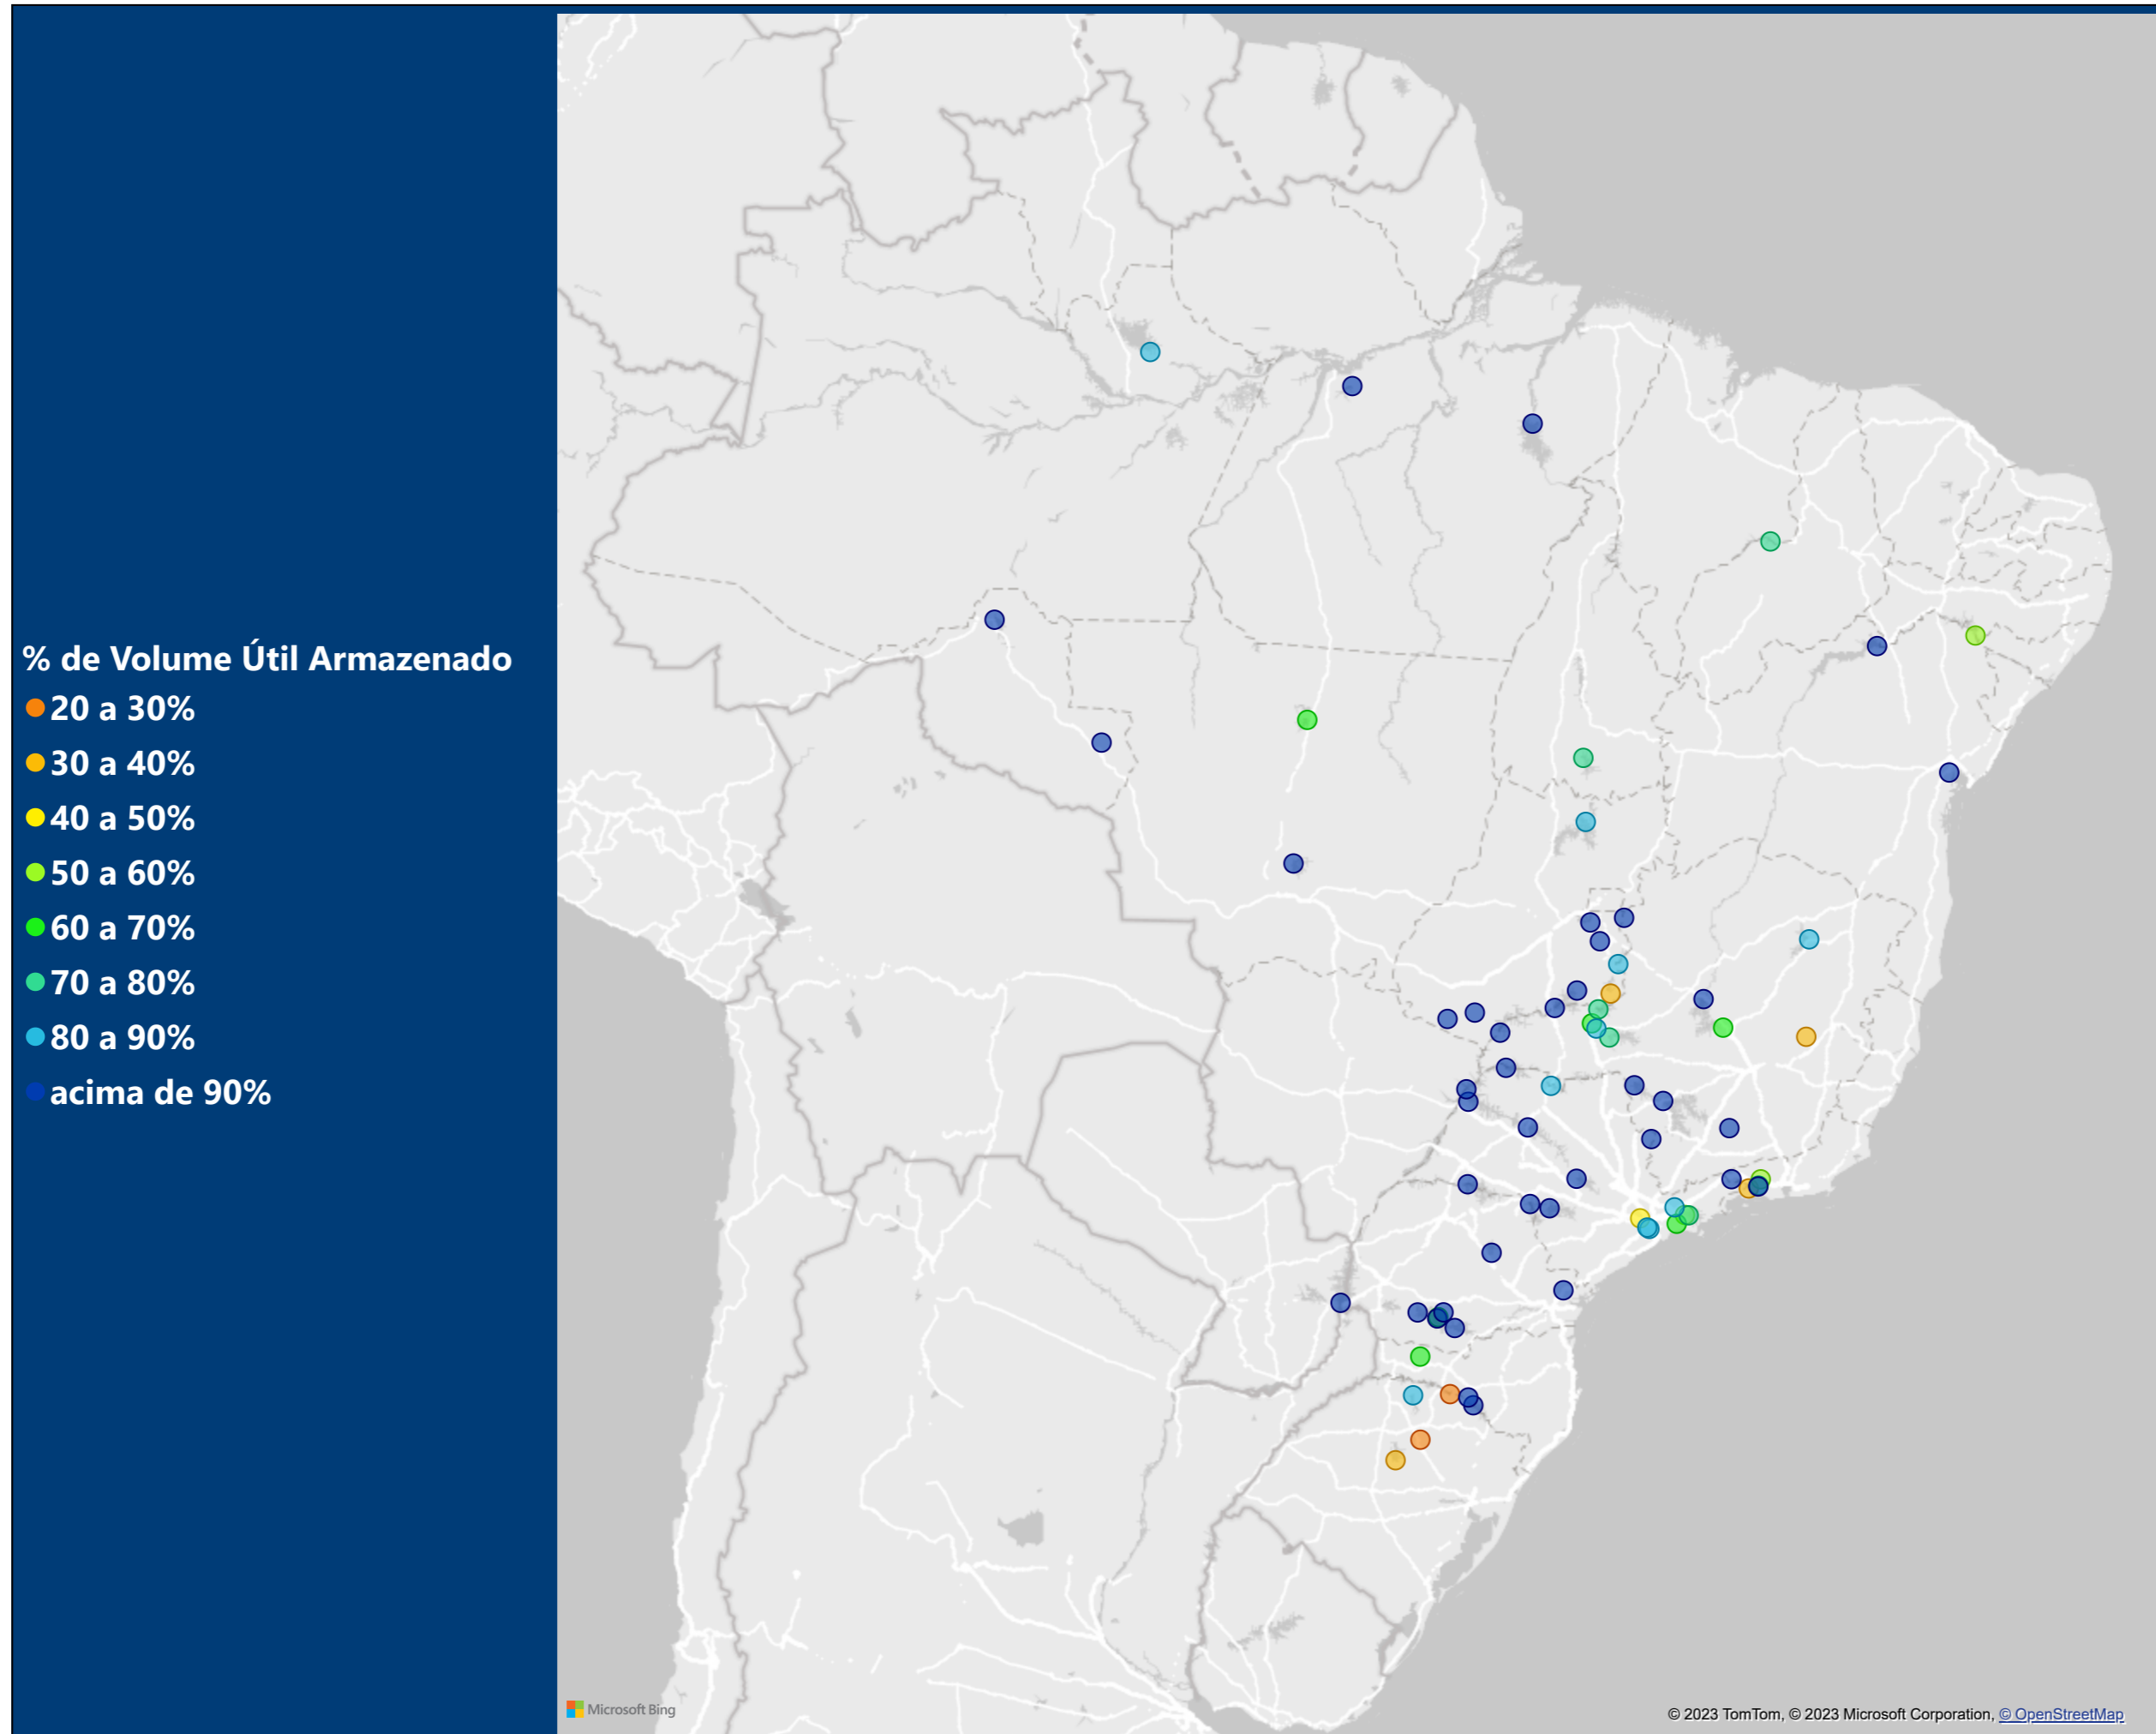 % de Volume Útil Armazenado
20 a 30%
30 a 40%
40 a 50%
50 a 60%
60 a 70%
70 a 80%
80 a 90%
acima de 90%
Microsoft Bing
© 2023 TomTom, © 2023 Microsoft Corporation, © OpenStreetMap